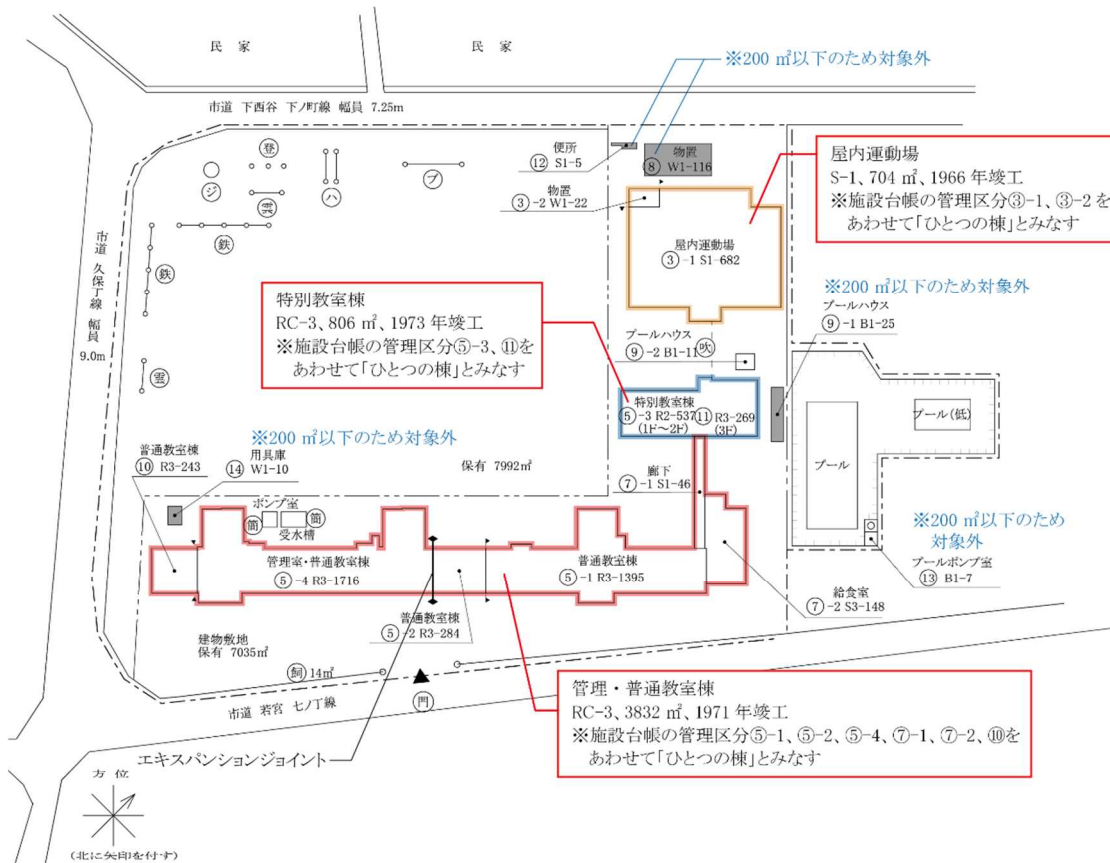 民 家
民 家
※200 ㎡以下のため対象外
市道 下西谷 下ノ町線 幅員 7.25m
便所
⑫ S1-5
物置
⑧ W1-116
物置
③ -2 W1-22
屋内運動場
③ -1 S1-682
屋内運動場
S-1、704 ㎡、1966 年竣工
※施設台帳の管理区分③-1、③-2 を
あわせて「ひとつの棟」とみなす
登
ジ
雲
ハ
ブ
鉄
鉄
雲
市道 久保丁線 幅員
9.0m
特別教室棟
RC-3、806 ㎡、1973 年竣工
※施設台帳の管理区分⑤-3、⑪を
あわせて「ひとつの棟」とみなす
※200 ㎡以下のため対象外
プールハウス
⑨ -1 B1-25
プールハウス
⑨ -2 B1-11
吹
特別教室棟
⑤ -3 R2-537
(1F～2F)
⑪ R3-269
(3F)
プール(低)
プール
※200 ㎡以下のため対象外
普通教室棟
⑩ R3-243
用具庫
⑭ W1-10
保有 7992㎡
廊下
⑦ -1 S1-46
ポンプ室
受水槽
管理室・普通教室棟
⑤ -4 R3-1716
普通教室棟
⑤ -1 R3-1395
※200 ㎡以下のため
対象外
プールポンプ室
⑬ B1-7
給食室
⑦ -2 S3-148
普通教室棟
⑤ -2 R3-284
建物敷地
保有 7035㎡
飼 14㎡
門
市道 若宮 七ノ丁線
管理・普通教室棟
RC-3、3832 ㎡、1971 年竣工
※施設台帳の管理区分⑤-1、⑤-2、⑤-4、⑦-1、⑦-2、⑩を
あわせて「ひとつの棟」とみなす
エキスパンションジョイント
方 位
(北に矢印を付す)